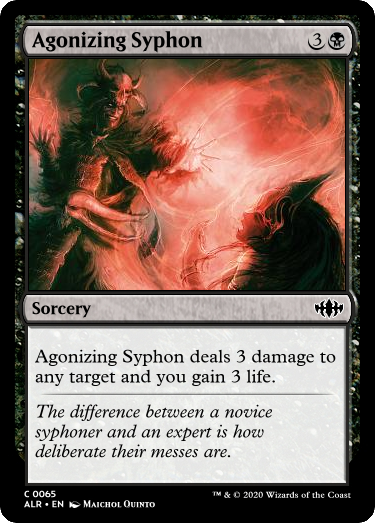 Agonizing Syphon 3
Sorcery
Agonizing Syphon deals 3 damage to
any target and you gain 3 life.
The difference between a novice
syphoner and an expert is how
deliberate their messes are.
C 0065
ALR • EN Maichol Quinto
™ & © 2020 Wizards of the Coast